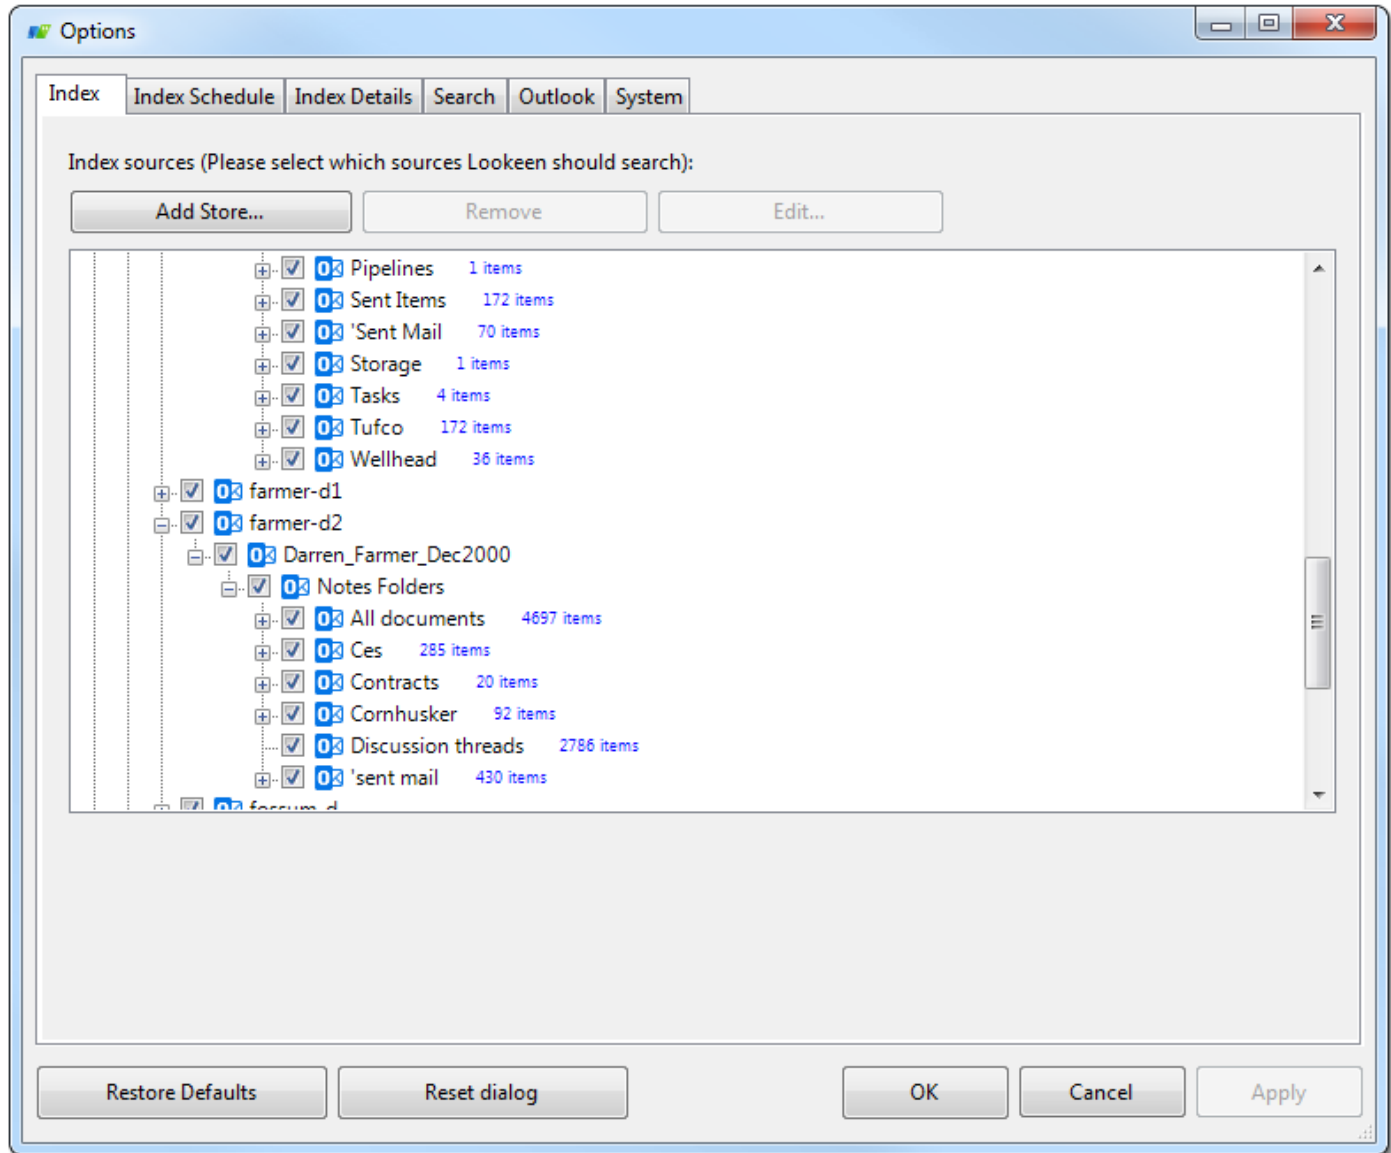 Options
Index Index Schedule Index Details Search Outlook System
Index sources (Please select which sources Lookeen should search):
Add Store... Remove Edit...
Pipelines 1 items
Sent Items 172 items
'Sent Mail 70 items
Storage 1 items
Tasks 4 items
Tufco 172 items
Wellhead 36 items
farmer-d1
farmer-d2
Darren_Farmer_Dec2000
Notes Folders
All documents 4697 items
Ces 285 items
Contracts 20 items
Cornhusker 92 items
Discussion threads 2786 items
'sent mail 430 items
fossum-d
Restore Defaults Reset dialog OK Cancel Apply